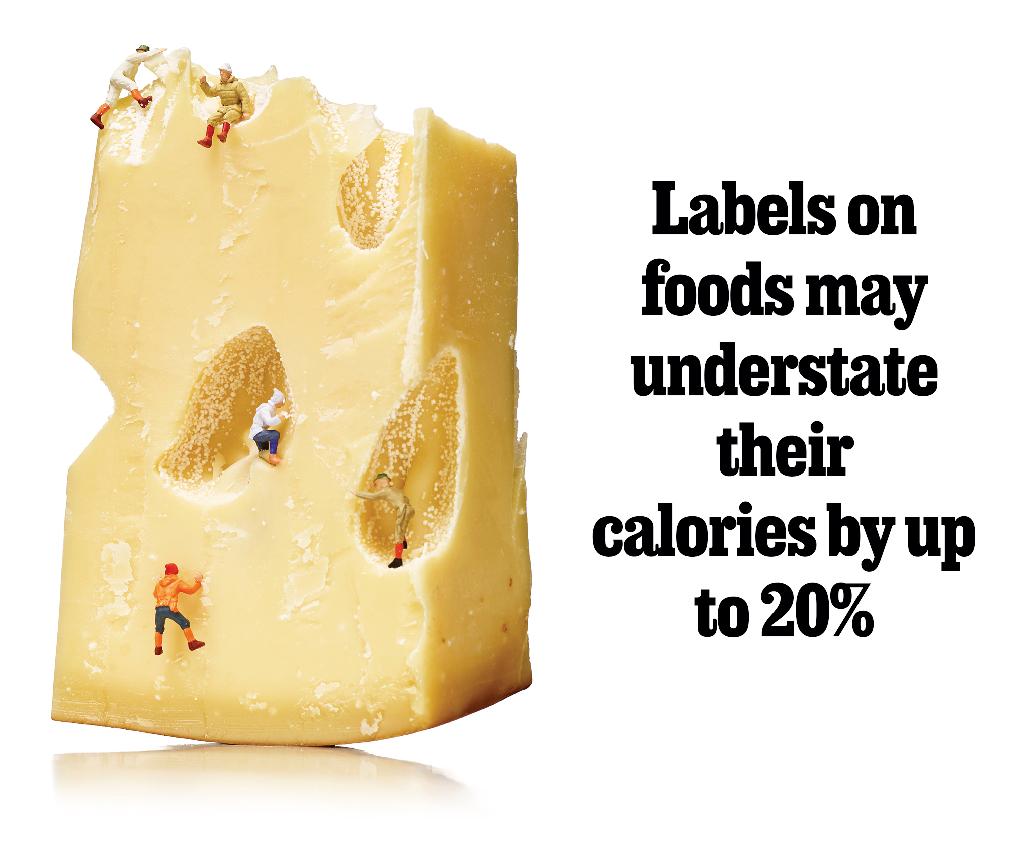 Labels on
foods may
understate
their
calories by up
to 20%